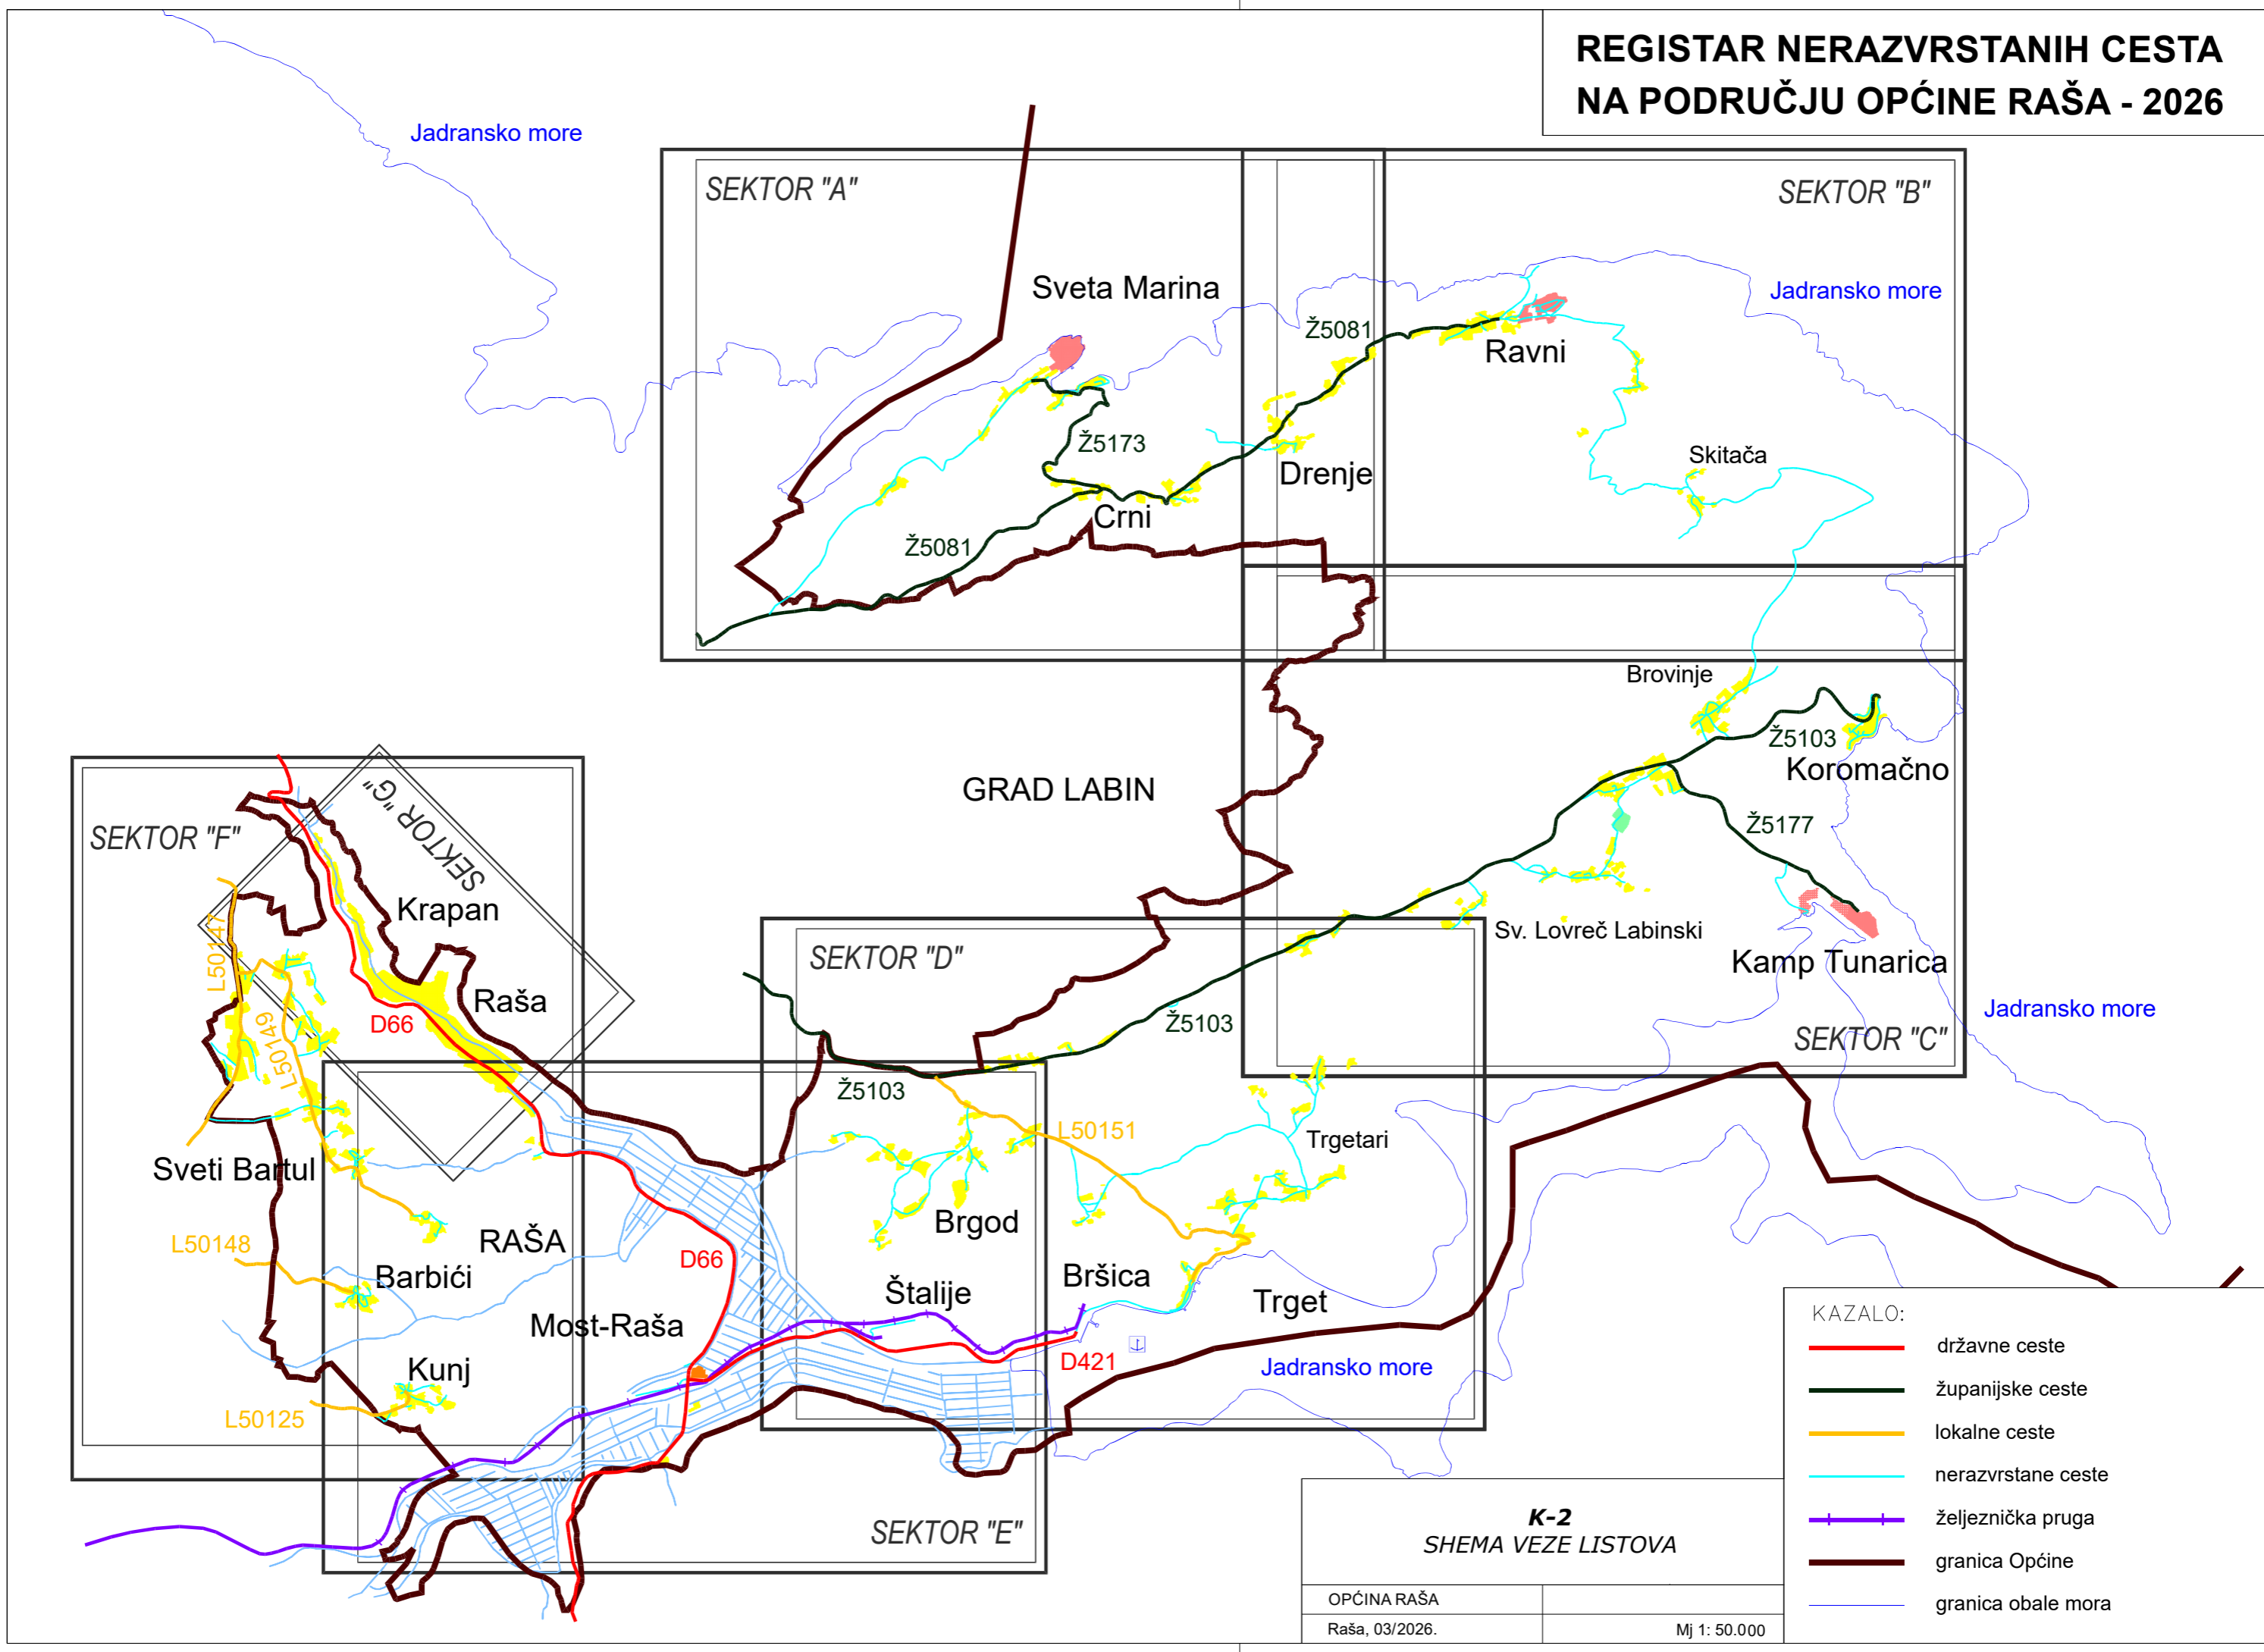 REGISTAR NERAZVRSTANIH CESTA
NA PODRUČJU OPĆINE RAŠA - 2026
Jadransko more
SEKTOR "A"
SEKTOR "B"
Sveta Marina
Jadransko more
Ž5081
Ravni
Ž5173
Skitača
Drenje
Crni
Ž5081
Brovinje
Ž5103
Koromačno
GRAD LABIN
SEKTOR "G"
SEKTOR "F"
Ž5177
Krapan
L50147
Sv. Lovreč Labinski
SEKTOR "D"
Kamp Tunarica
Raša
Jadransko more
D66
Ž5103
L50149
SEKTOR "C"
Ž5103
L50151
Trgetari
Sveti Bartul
Brgod
RAŠA
L50148
D66
Barbići
Bršica
Štalije
Trget
Most-Raša
D421
Jadransko more
Kunj
L50125
SEKTOR "E"
KAZALO:
državne ceste
županijske ceste
lokalne ceste
nerazvrstane ceste
željeznička pruga
granica Općine
granica obale mora
K-2
SHEMA VEZE LISTOVA
OPĆINA RAŠA
Raša, 03/2026.
Mj 1: 50.000